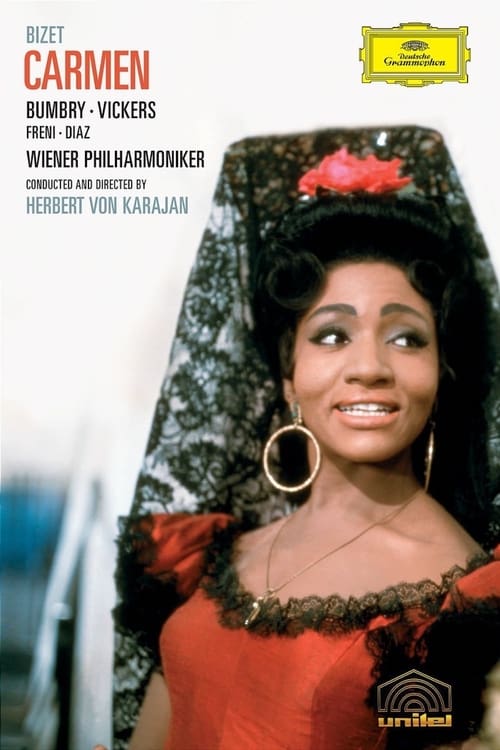 BIZET
CARMEN
BUMBRY · VICKERS
FRENI · DIAZ
WIENER PHILHARMONIKER
CONDUCTED AND DIRECTED BY
HERBERT VON KARAJAN
Deutsche
Grammophon
unitel